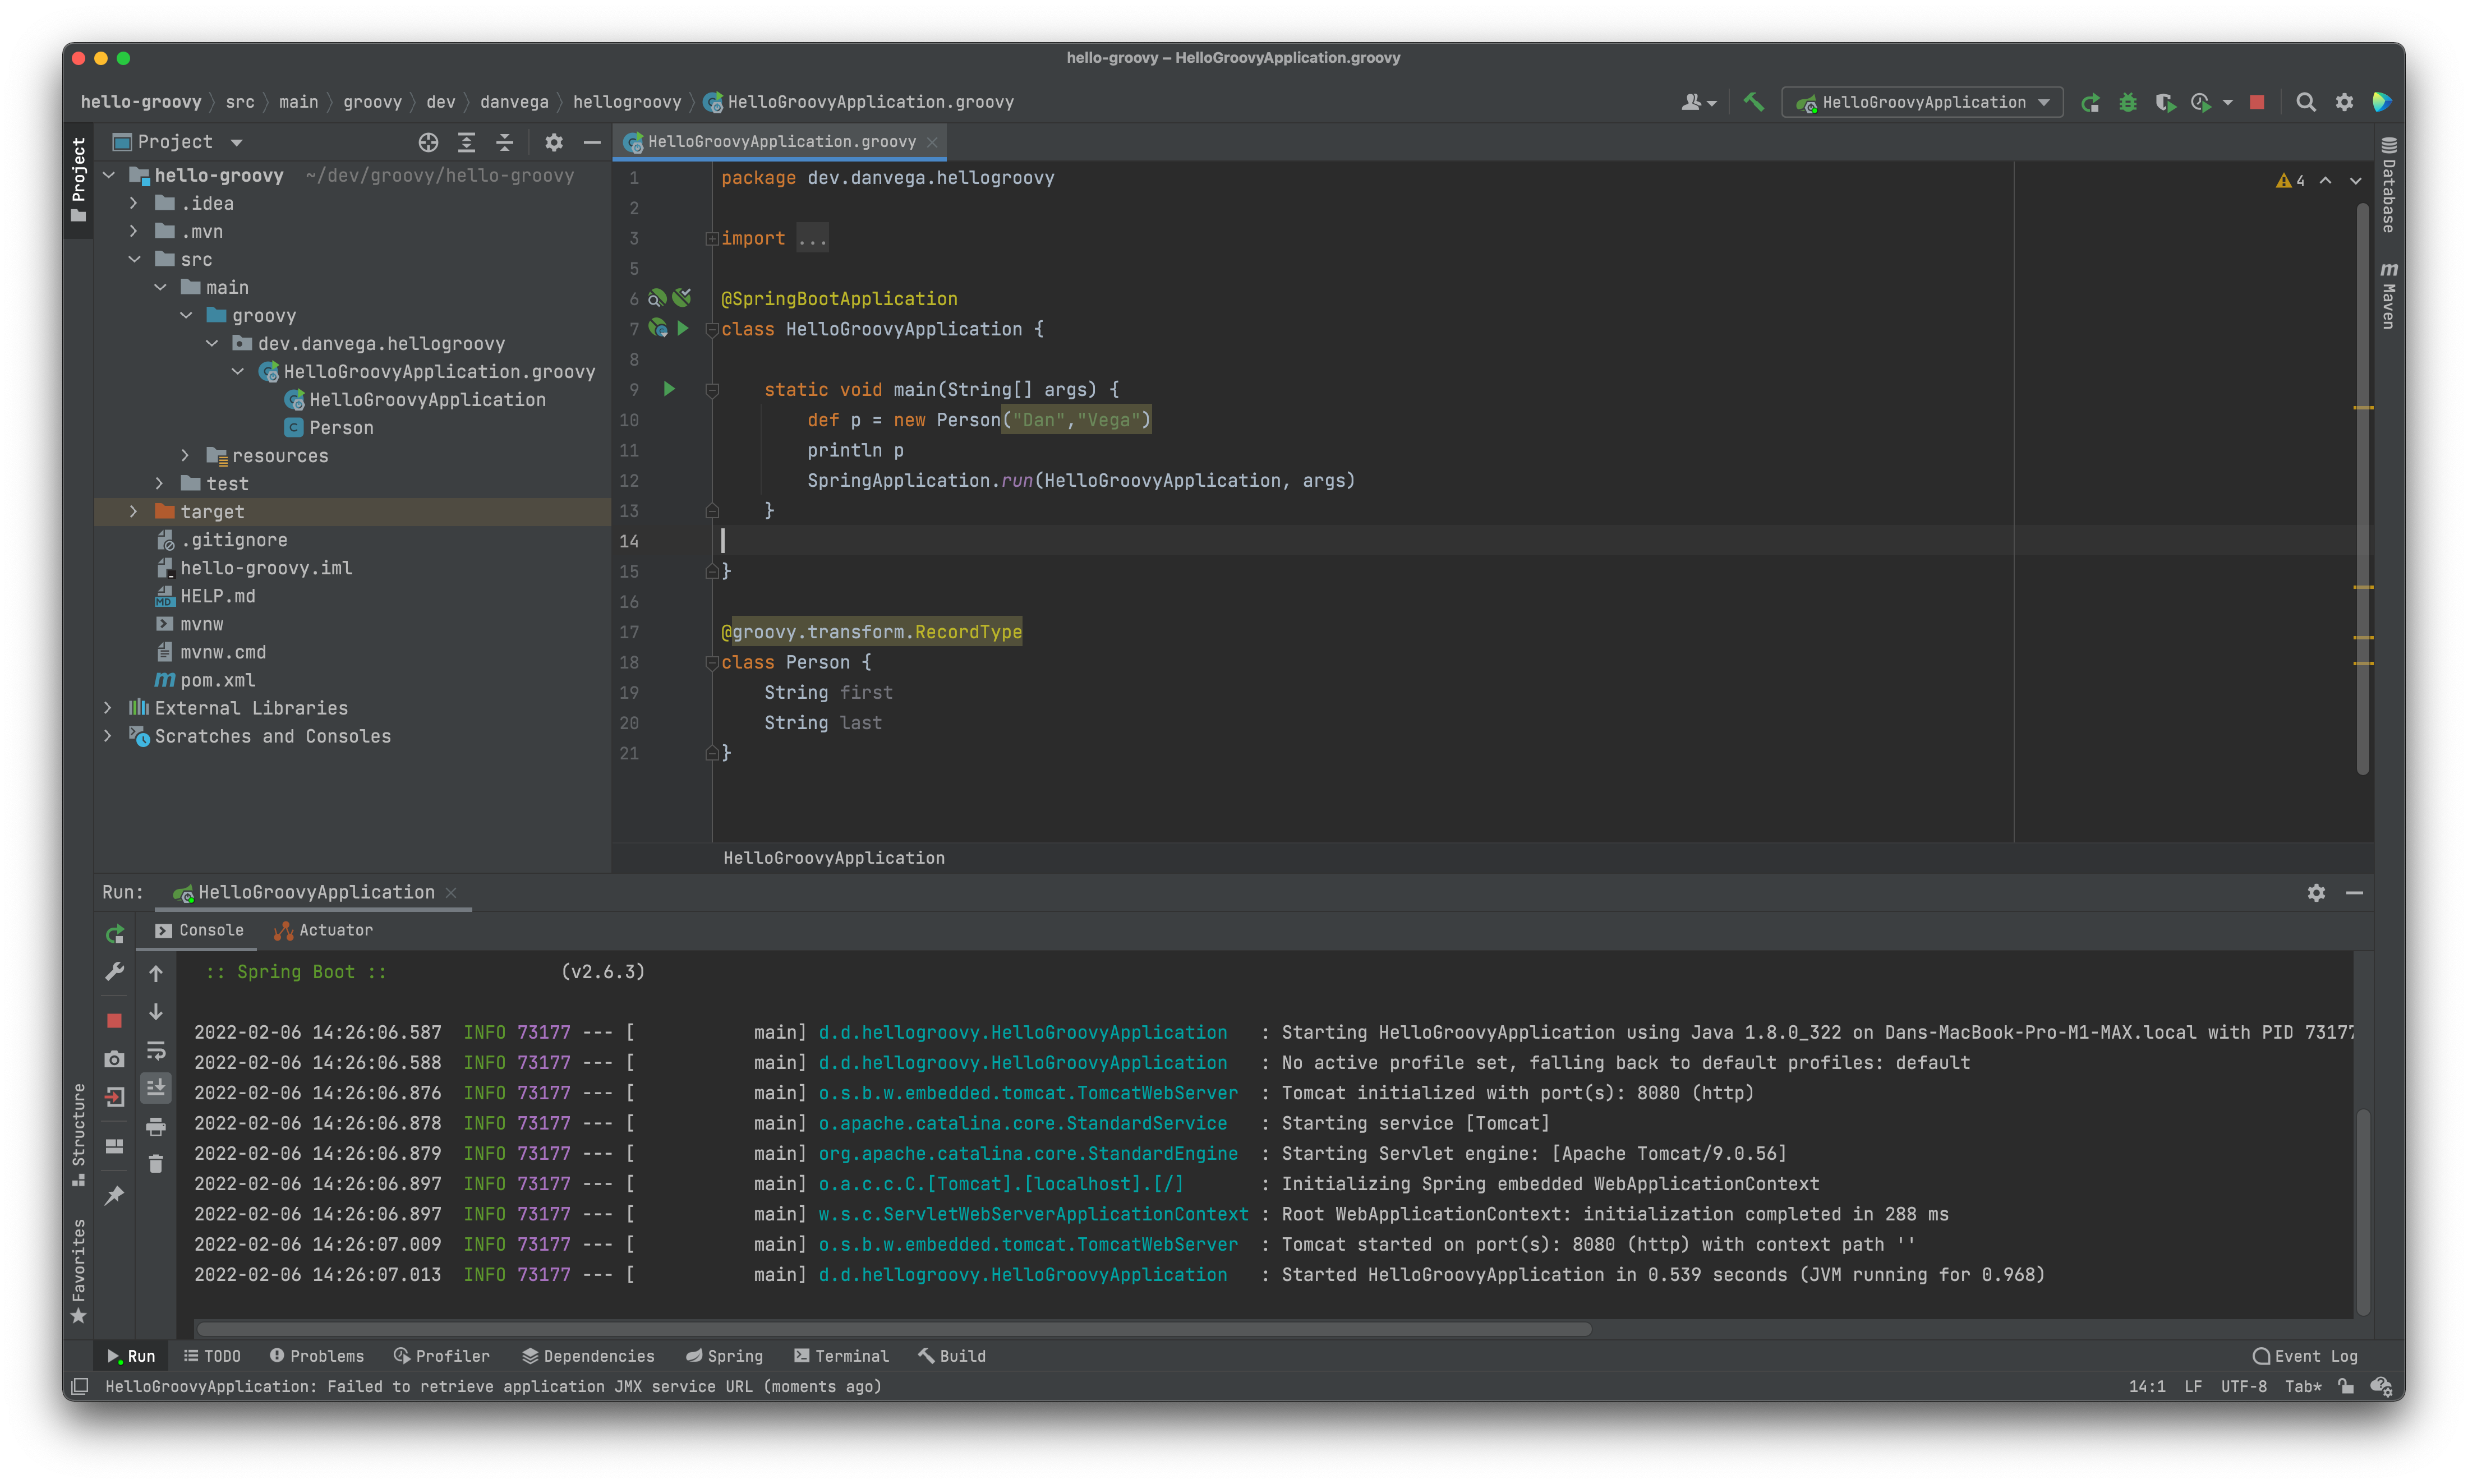 hello-groovy – HelloGroovyApplication.groovy
hello-groovy src main groovy dev danvega hellogroovy HelloGroovyApplication.groovy
HelloGroovyApplication
Project
Project
HelloGroovyApplication.groovy
hello-groovy ~/dev/groovy/hello-groovy
.idea
.mvn
src
main
groovy
dev.danvega.hellogroovy
HelloGroovyApplication.groovy
HelloGroovyApplication
Person
resources
test
target
.gitignore
hello-groovy.iml
HELP.md
mvnw
mvnw.cmd
pom.xml
External Libraries
Scratches and Consoles
1 package dev.danvega.hellogroovy
2
3 import ...
5
6 @SpringBootApplication
7 class HelloGroovyApplication {
8
9 static void main(String[] args) {
10 def p = new Person("Dan","Vega")
11 println p
12 SpringApplication.run(HelloGroovyApplication, args)
13 }
14
15 }
16
17 @groovy.transform.RecordType
18 class Person {
19 String first
20 String last
21 }
4
Database
Maven
HelloGroovyApplication
Run: HelloGroovyApplication
Console Actuator
:: Spring Boot :: (v2.6.3)
2022-02-06 14:26:06.587 INFO 73177 --- [ main] d.d.hellogroovy.HelloGroovyApplication : Starting HelloGroovyApplication using Java 1.8.0_322 on Dans-MacBook-Pro-M1-MAX.local with PID 73177
2022-02-06 14:26:06.588 INFO 73177 --- [ main] d.d.hellogroovy.HelloGroovyApplication : No active profile set, falling back to default profiles: default
2022-02-06 14:26:06.876 INFO 73177 --- [ main] o.s.b.w.embedded.tomcat.TomcatWebServer : Tomcat initialized with port(s): 8080 (http)
2022-02-06 14:26:06.878 INFO 73177 --- [ main] o.apache.catalina.core.StandardService : Starting service [Tomcat]
2022-02-06 14:26:06.879 INFO 73177 --- [ main] org.apache.catalina.core.StandardEngine : Starting Servlet engine: [Apache Tomcat/9.0.56]
2022-02-06 14:26:06.897 INFO 73177 --- [ main] o.a.c.c.C.[Tomcat].[localhost].[/] : Initializing Spring embedded WebApplicationContext
2022-02-06 14:26:06.897 INFO 73177 --- [ main] w.s.c.ServletWebServerApplicationContext : Root WebApplicationContext: initialization completed in 288 ms
2022-02-06 14:26:07.009 INFO 73177 --- [ main] o.s.b.w.embedded.tomcat.TomcatWebServer : Tomcat started on port(s): 8080 (http) with context path ''
2022-02-06 14:26:07.013 INFO 73177 --- [ main] d.d.hellogroovy.HelloGroovyApplication : Started HelloGroovyApplication in 0.539 seconds (JVM running for 0.968)
Structure
Favorites
Run TODO Problems Profiler Dependencies Spring Terminal Build Event Log
HelloGroovyApplication: Failed to retrieve application JMX service URL (moments ago) 14:1 LF UTF-8 Tab*